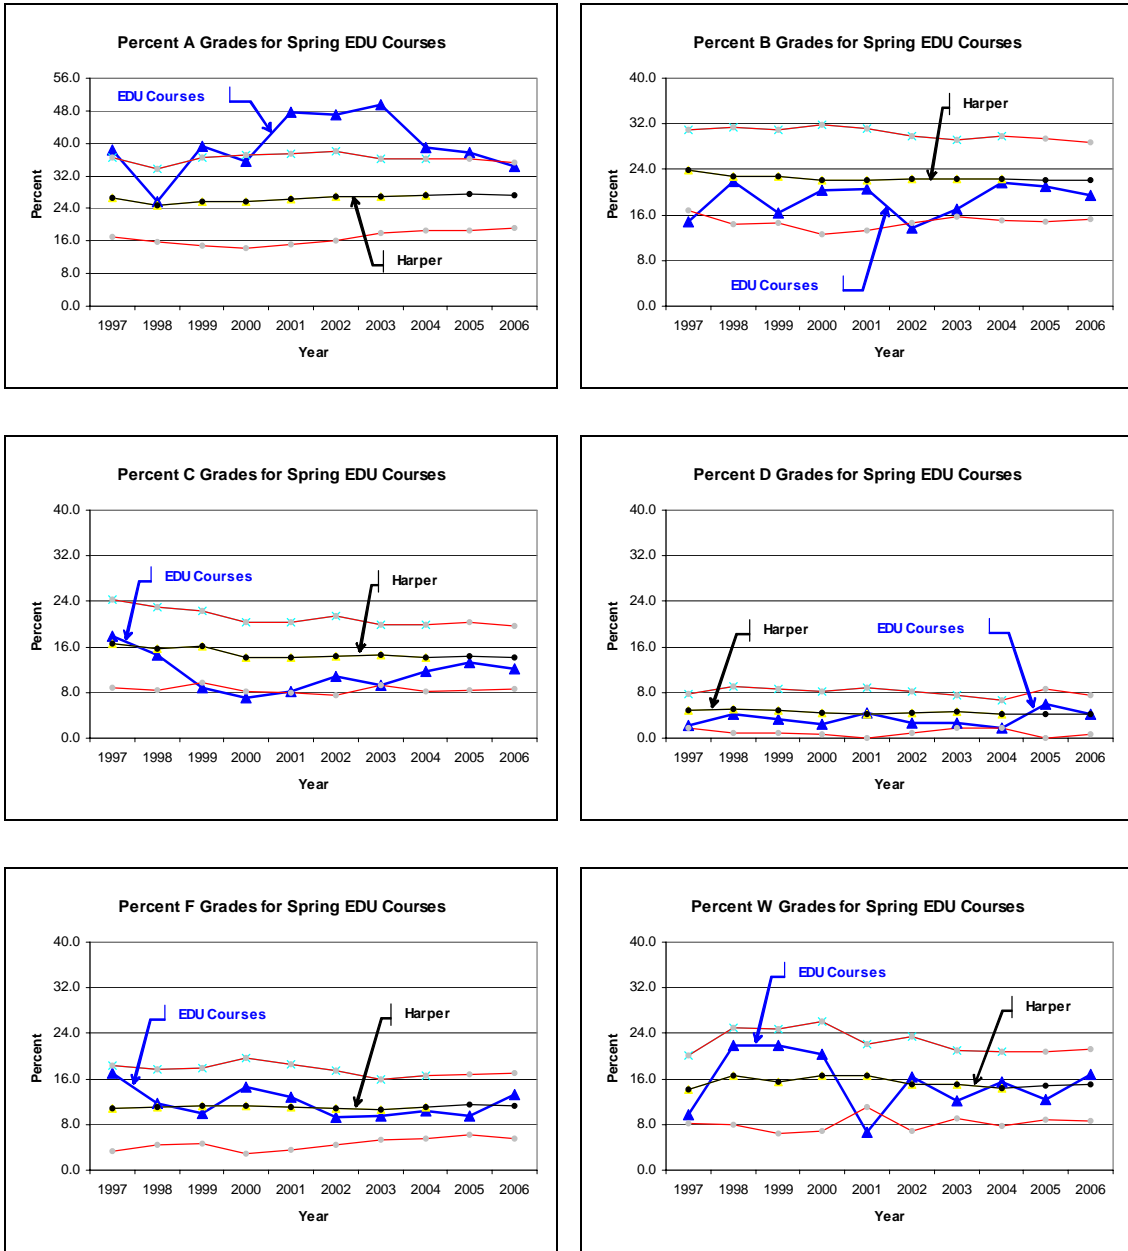 Percent A Grades for Spring EDU Courses
56.0
48.0
40.0
32.0
24.0
16.0
8.0
0.0
Percent
EDU Courses
Harper
1997 1998 1999 2000 2001 2002 2003 2004 2005 2006
Year
Percent B Grades for Spring EDU Courses
40.0
32.0
24.0
16.0
8.0
0.0
Percent
Harper
EDU Courses
1997 1998 1999 2000 2001 2002 2003 2004 2005 2006
Year
Percent C Grades for Spring EDU Courses
40.0
32.0
24.0
16.0
8.0
0.0
Percent
EDU Courses
Harper
1997 1998 1999 2000 2001 2002 2003 2004 2005 2006
Year
Percent D Grades for Spring EDU Courses
40.0
32.0
24.0
16.0
8.0
0.0
Percent
Harper
EDU Courses
1997 1998 1999 2000 2001 2002 2003 2004 2005 2006
Year
Percent F Grades for Spring EDU Courses
40.0
32.0
24.0
16.0
8.0
0.0
Percent
EDU Courses
Harper
1997 1998 1999 2000 2001 2002 2003 2004 2005 2006
Year
Percent W Grades for Spring EDU Courses
40.0
32.0
24.0
16.0
8.0
0.0
Percent
EDU Courses
Harper
1997 1998 1999 2000 2001 2002 2003 2004 2005 2006
Year